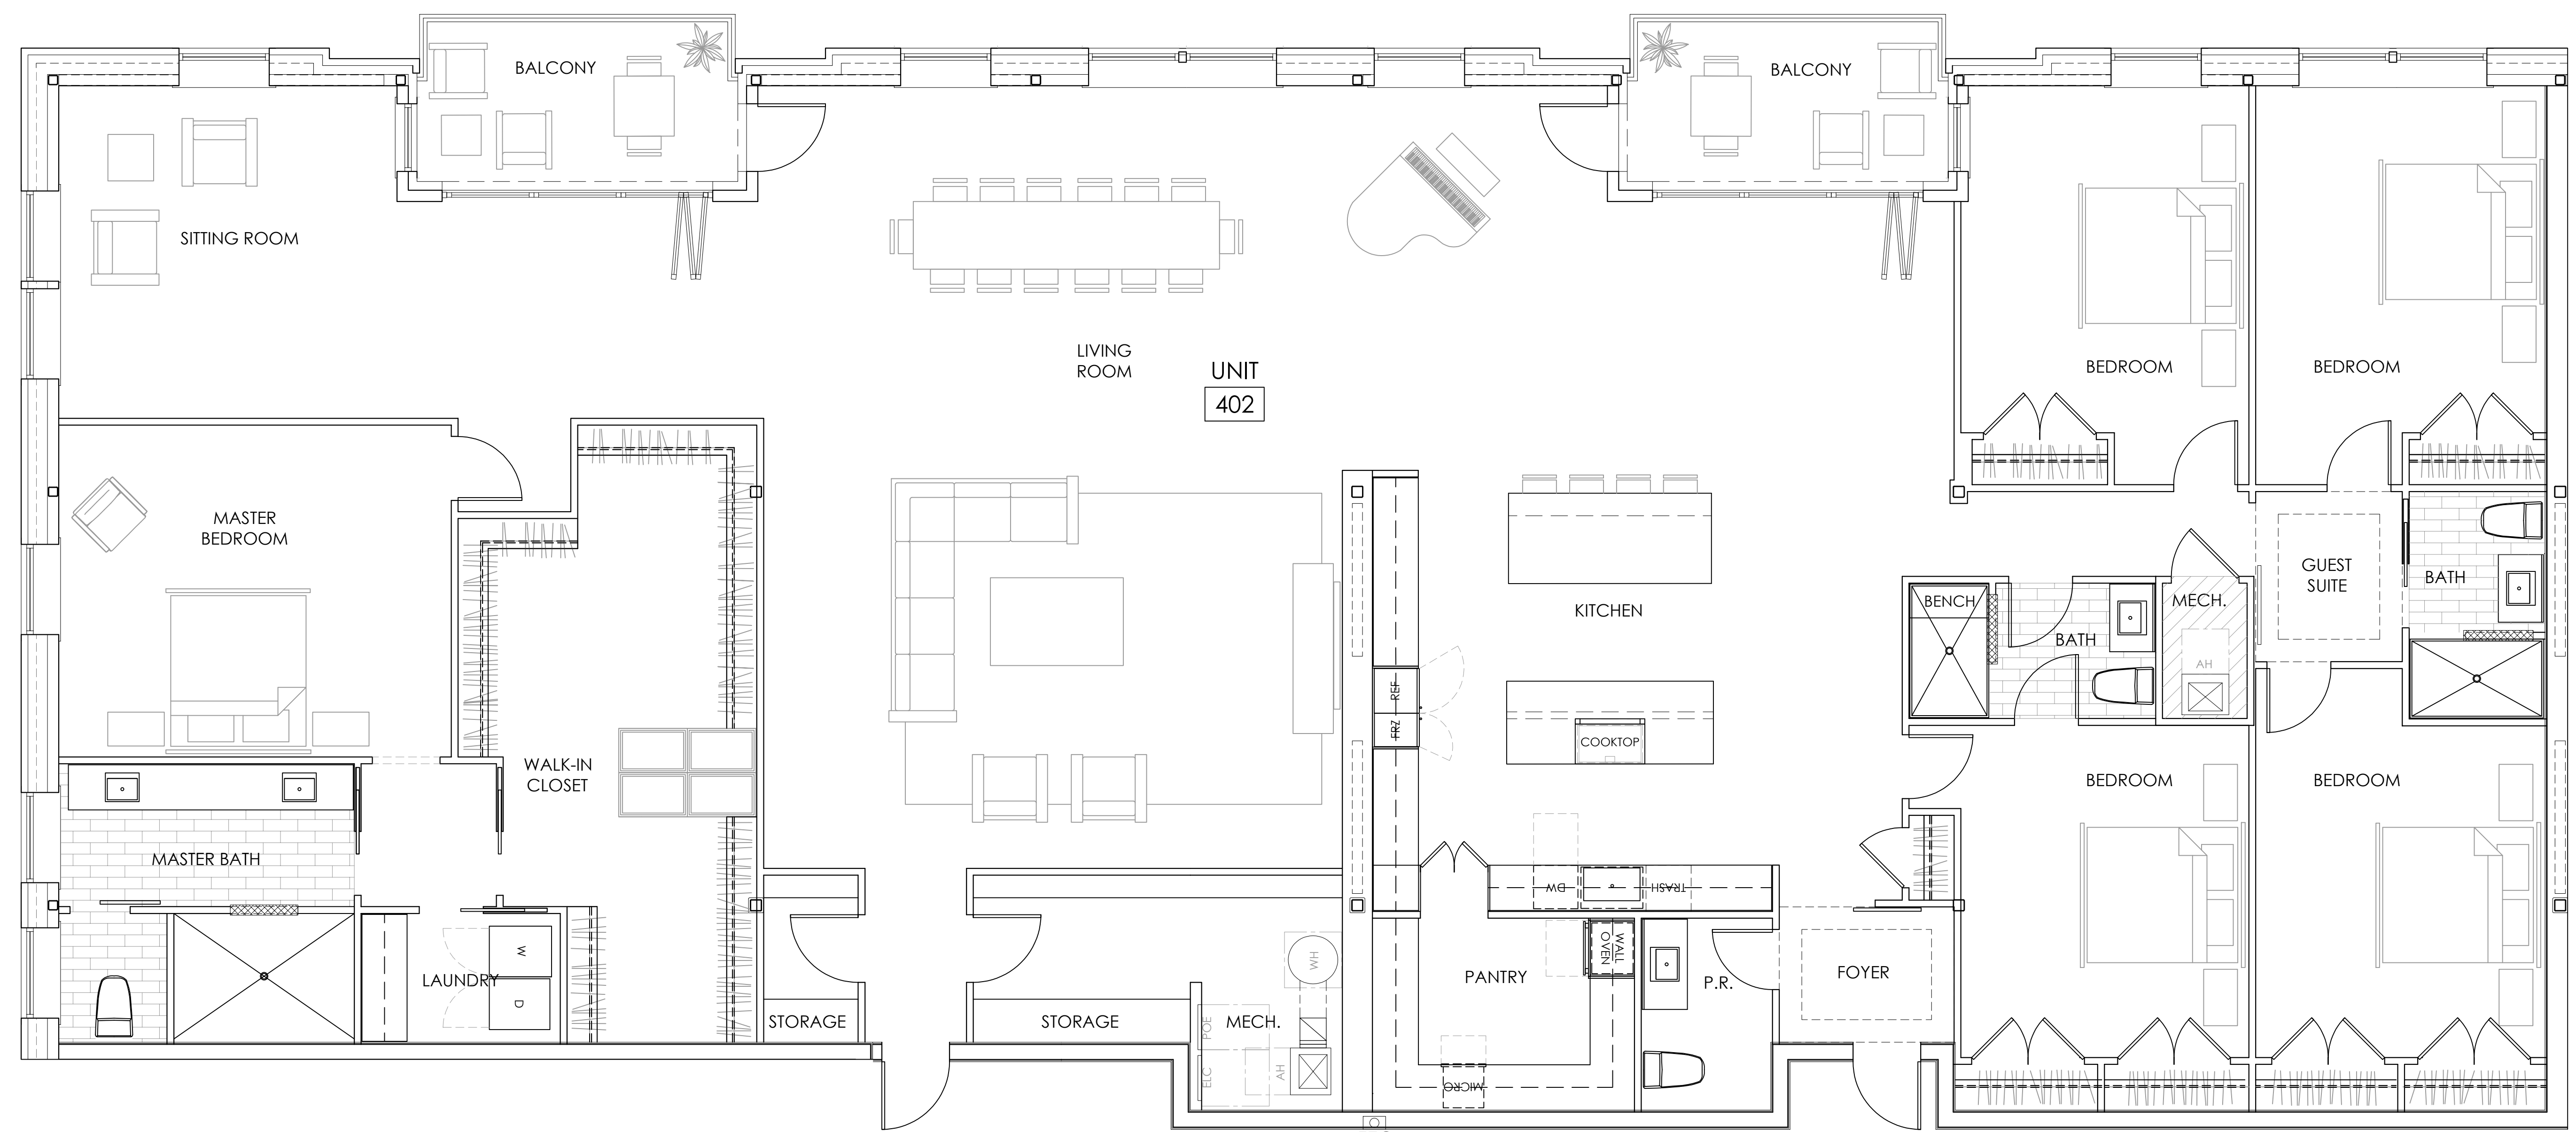 BALCONY
BALCONY
SITTING ROOM
LIVING
ROOM
UNIT
402
BEDROOM
BEDROOM
MASTER
BEDROOM
GUEST
SUITE
BATH
BENCH
MECH.
KITCHEN
BATH
AH
REF
FRZ
COOKTOP
WALK-IN
CLOSET
BEDROOM
BEDROOM
MASTER BATH
DW
TRASH
W
D
LAUNDRY
WH
WALL
OVEN
PANTRY
P.R.
FOYER
STORAGE
STORAGE
MECH.
POE
ELC
AH
MICRO